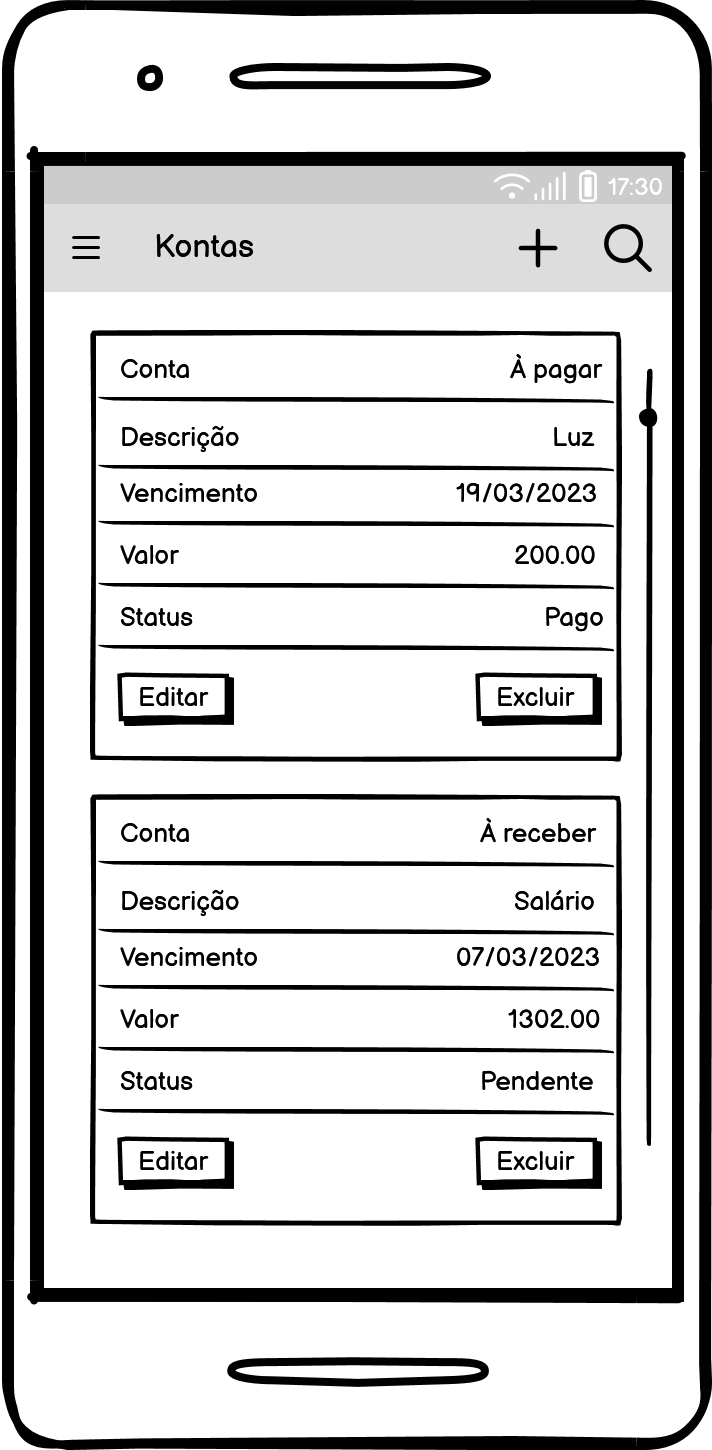 17:30
Kontas
Conta À pagar
Descrição Luz
Vencimento 19/03/2023
Valor 200.00
Status Pago
Editar Excluir
Conta À receber
Descrição Salário
Vencimento 07/03/2023
Valor 1302.00
Status Pendente
Editar Excluir